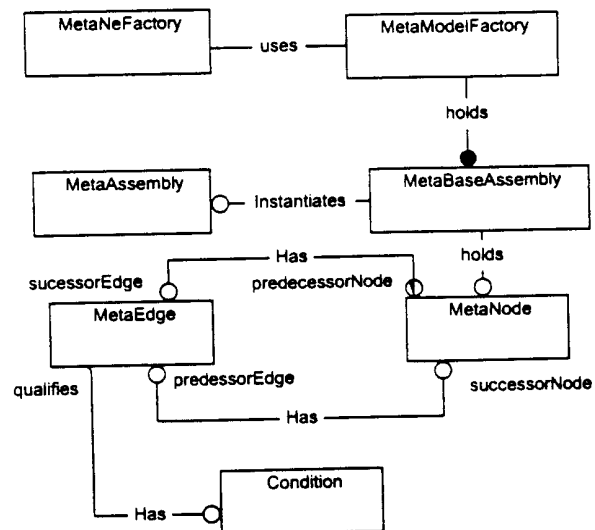 MetaNeFactory
uses
MetaModelFactory
holds
MetaAssembly
Instantiates
MetaBaseAssembly
holds
Has
sucessorEdge
predecessorNode
MetaEdge
MetaNode
qualifies
predessorEdge
successorNode
Has
Condition
Has